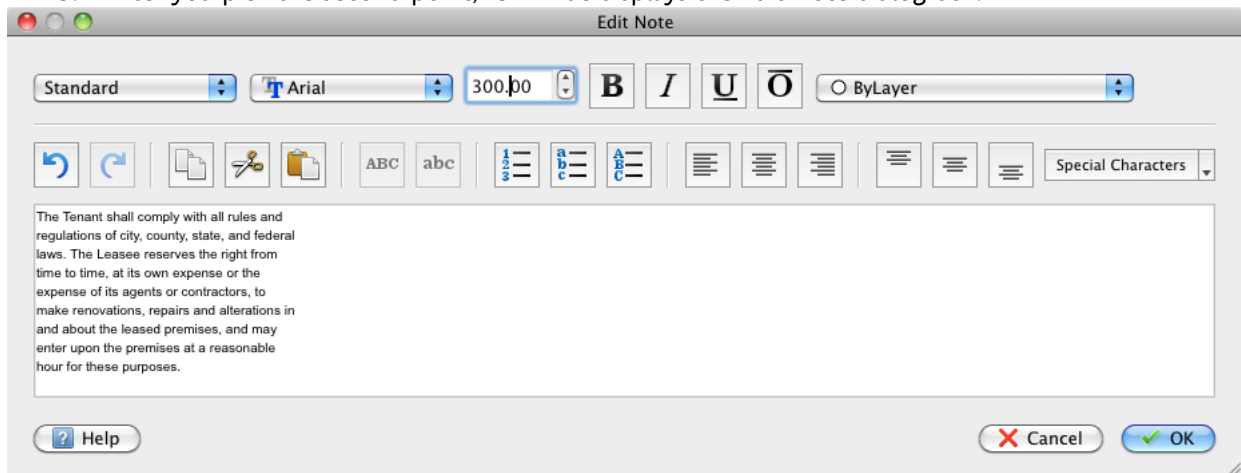 Edit Note
Standard Arial 300.00 B I U O ByLayer
ABC abc 1 2 3 a b c A B C Special Characters
The Tenant shall comply with all rules and
regulations of city, county, state, and federal
laws. The Leasee reserves the right from
time to time, at its own expense or the
expense of its agents or contractors, to
make renovations, repairs and alterations in
and about the leased premises, and may
enter upon the premises at a reasonable
hour for these purposes.
? Help Cancel OK